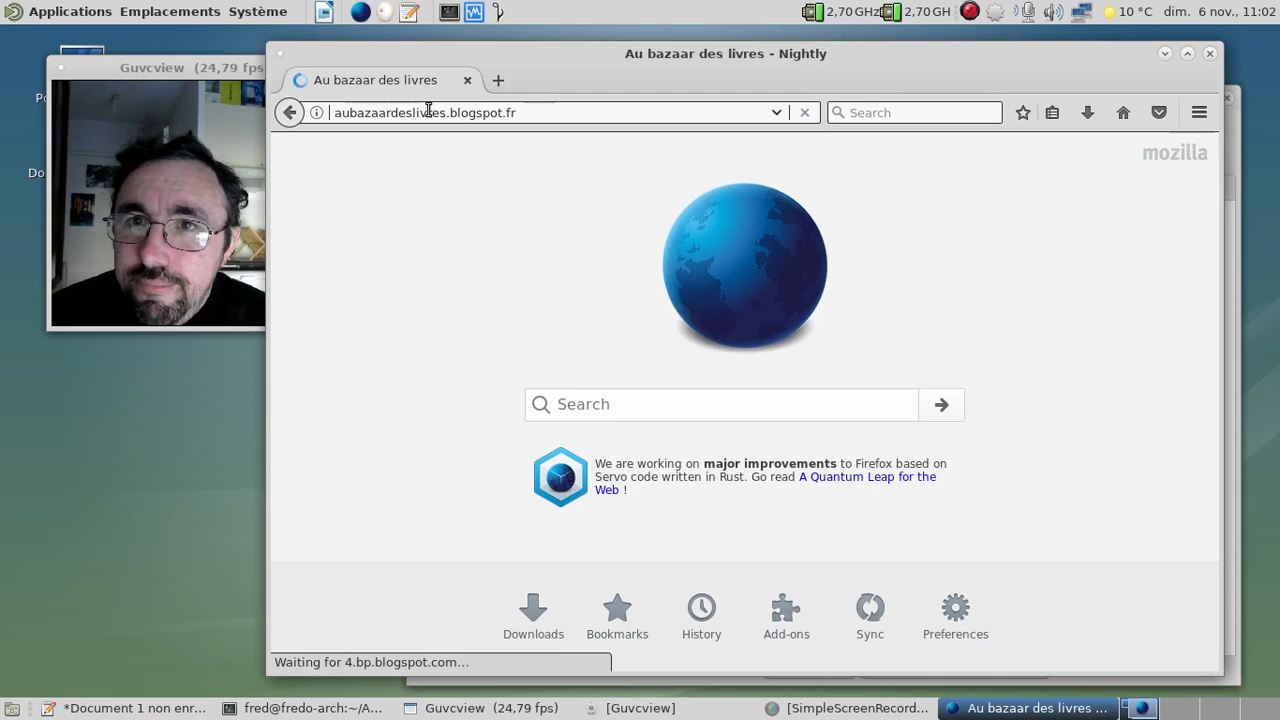 Applications Emplacements Système
2,70 GHz 2,70 GH
10 °C dim. 6 nov., 11:02
Guvcview (24,79 fps
Au bazaar des livres - Nightly
Au bazaar des livres
aubazaardeslivres.blogspot.fr
Search
mozilla
Search
We are working on major improvements to Firefox based on
Servo code written in Rust. Go read A Quantum Leap for the
Web !
Downloads Bookmarks History Add-ons Sync Preferences
Waiting for 4.bp.blogspot.com…
*Document 1 non enr… fred@fredo-arch:~/A… Guvcview (24,79 fps) [Guvcview] [SimpleScreenRecord… Au bazaar des livres …